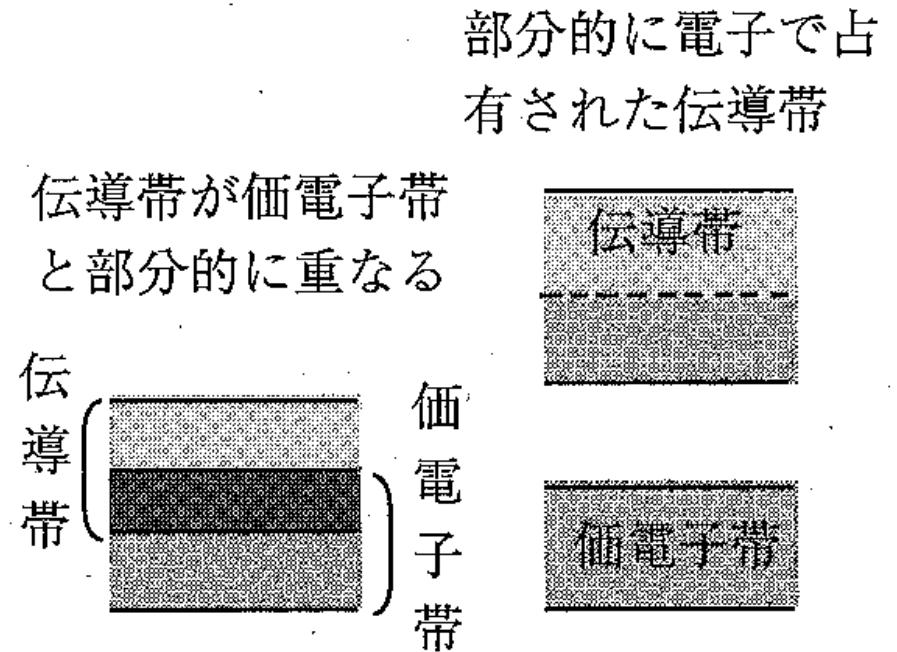 部分的に電子で占
有された伝導帯
伝導帯が価電子帯
と部分的に重なる
伝導帯
価電子帯
伝導帯
価電子帯